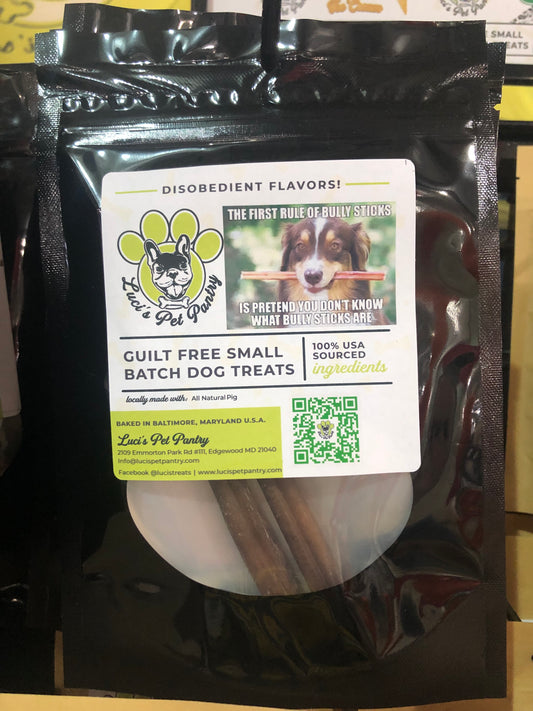 SMALL
TREATS
DISOBEDIENT FLAVORS!
Luci's Pet Pantry
THE FIRST RULE OF BULLY STICKS
IS PRETEND YOU DON'T KNOW
WHAT BULLY STICKS ARE
GUILT FREE SMALL
BATCH DOG TREATS
100% USA
SOURCED
ingredients
locally made with: All Natural Pig
BAKED IN BALTIMORE, MARYLAND U.S.A.
Luci's Pet Pantry
2109 Emmorton Park Rd #111, Edgewood MD 21040
Info@lucispetpantry.com
Facebook @lucistreats | www.lucispetpantry.com